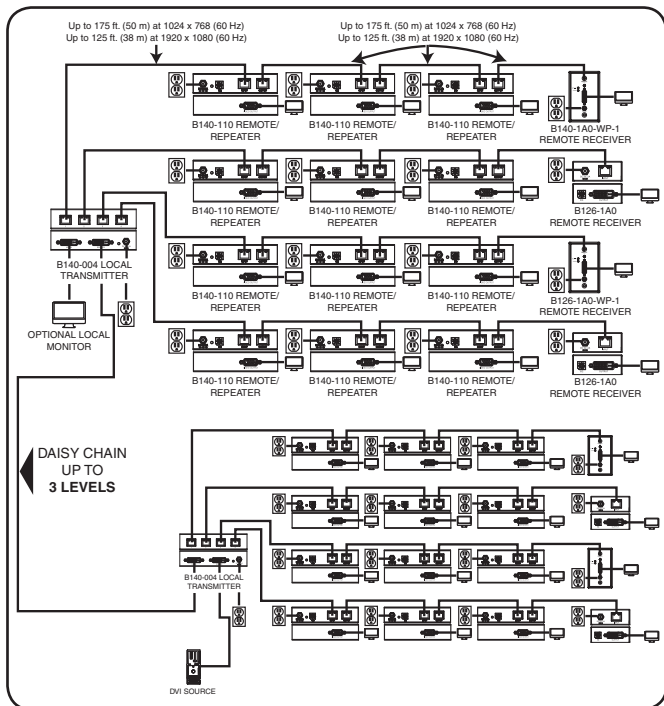 Up to 175 ft. (50 m) at 1024 x 768 (60 Hz)
Up to 125 ft. (38 m) at 1920 x 1080 (60 Hz)
Up to 175 ft. (50 m) at 1024 x 768 (60 Hz)
Up to 125 ft. (38 m) at 1920 x 1080 (60 Hz)
B140-110 REMOTE/
REPEATER
B140-110 REMOTE/
REPEATER
B140-110 REMOTE/
REPEATER
B140-1A0-WP-1
REMOTE RECEIVER
B140-110 REMOTE/
REPEATER
B140-110 REMOTE/
REPEATER
B140-110 REMOTE/
REPEATER
B126-1A0
REMOTE RECEIVER
B140-004 LOCAL
TRANSMITTER
OPTIONAL LOCAL
MONITOR
B140-110 REMOTE/
REPEATER
B140-110 REMOTE/
REPEATER
B140-110 REMOTE/
REPEATER
B126-1A0-WP-1
REMOTE RECEIVER
B140-110 REMOTE/
REPEATER
B140-110 REMOTE/
REPEATER
B140-110 REMOTE/
REPEATER
B126-1A0
REMOTE RECEIVER
DAISY CHAIN
UP TO
3 LEVELS
B140-004 LOCAL
TRANSMITTER
DVI SOURCE